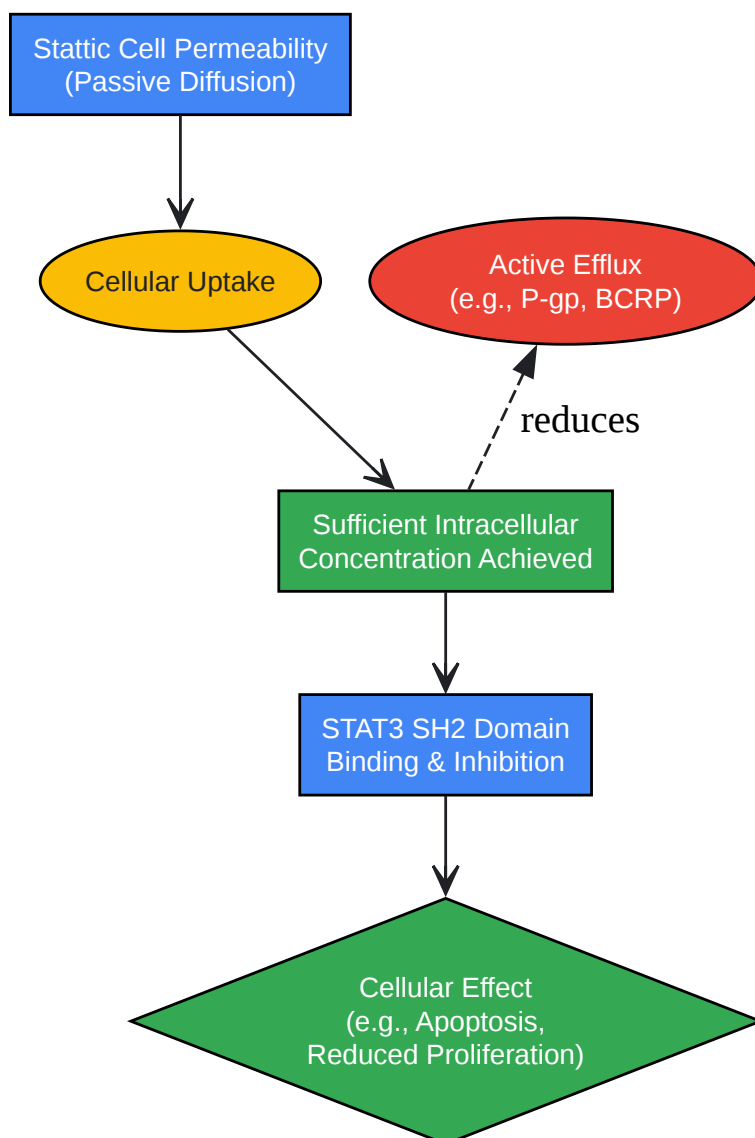 Stattic Cell Permeability
(Passive Diffusion)
Cellular Uptake
Active Efflux
(e.g., P-gp, BCRP)
reduces
Sufficient Intracellular
Concentration Achieved
STAT3 SH2 Domain
Binding & Inhibition
Cellular Effect
(e.g., Apoptosis,
Reduced Proliferation)